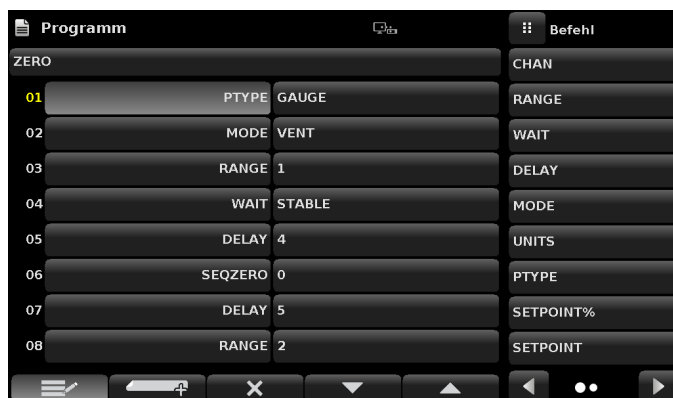 Programm
Befehl
ZERO
CHAN
01 PTYPE GAUGE
RANGE
02 MODE VENT
WAIT
03 RANGE 1
DELAY
04 WAIT STABLE
MODE
05 DELAY 4
UNITS
06 SEQZERO 0
PTYPE
07 DELAY 5
SETPOINT%
08 RANGE 2
SETPOINT